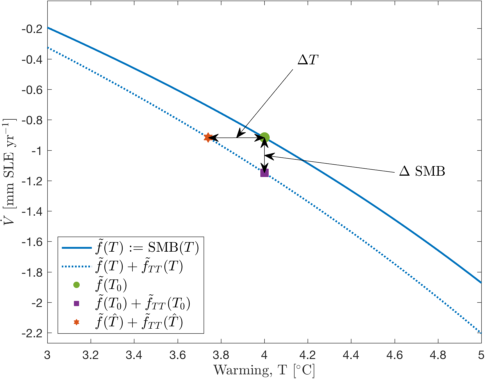 -0.2
-0.4
-0.6
-0.8
-1
-1.2
-1.4
-1.6
-1.8
-2
-2.2
V̇ [mm SLE yr⁻¹]
ΔT
Δ SMB
f̃(T) := SMB(T)
f̃(T) + f̃_TT(T)
f̃(T₀)
f̃(T₀) + f̃_TT(T₀)
f̃(T̂) + f̃_TT(T̂)
3 3.2 3.4 3.6 3.8 4 4.2 4.4 4.6 4.8 5
Warming, T [°C]